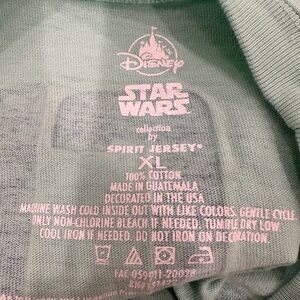 Disney
STAR
WARS
collection
by
SPIRIT JERSEY®
XL
100% COTTON
MADE IN GUATEMALA
DECORATED IN THE USA
MACHINE WASH COLD INSIDE OUT WITH LIKE COLORS. GENTLE CYCLE
ONLY NON-CHLORINE BLEACH IF NEEDED. TUMBLE DRY LOW
COOL IRON IF NEEDED. DO NOT IRON ON DECORATION.